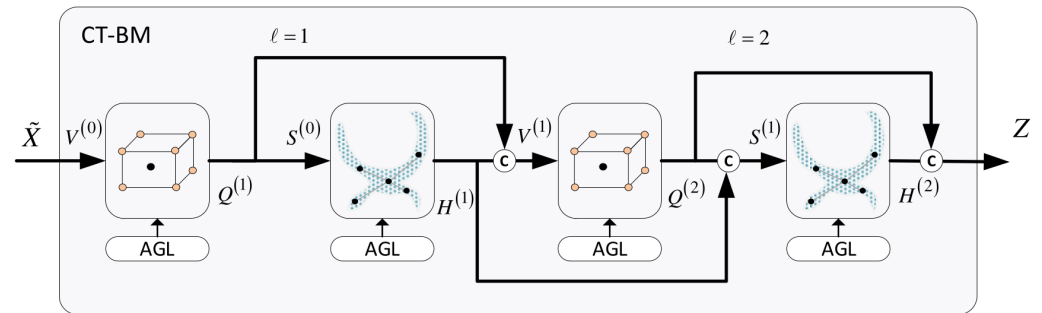 CT-BM
ℓ = 1
ℓ = 2
X̃
V^(0)
S^(0)
V^(1)
S^(1)
Z
Q^(1)
H^(1)
Q^(2)
H^(2)
C
C
C
C
AGL
AGL
AGL
AGL